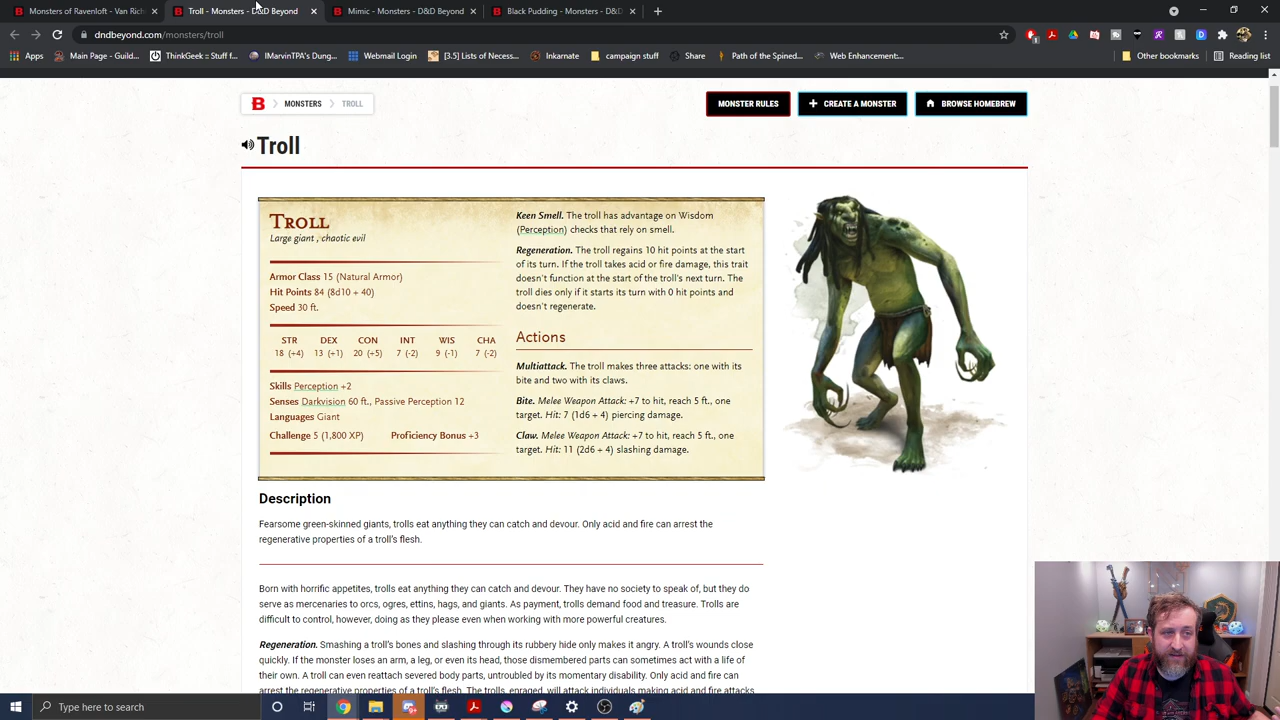 Monsters of Ravenloft - Van Rich
Troll - Monsters - D&D Beyond
Mimic - Monsters - D&D Beyond
Black Pudding - Monsters - D&D
dndbeyond.com/monsters/troll
Apps
Main Page - Guild...
ThinkGeek :: Stuff f...
IMarvinTPA's Dung...
Webmail Login
[3.5] Lists of Necess...
Inkarnate
campaign stuff
Share
Path of the Spined...
Web Enhancement:...
Other bookmarks
Reading list
MONSTERS
TROLL
MONSTER RULES
CREATE A MONSTER
BROWSE HOMEBREW
Troll
TROLL
Large giant , chaotic evil
Armor Class 15 (Natural Armor)
Hit Points 84 (8d10 + 40)
Speed 30 ft.
STR DEX CON INT WIS CHA
18 (+4) 13 (+1) 20 (+5) 7 (-2) 9 (-1) 7 (-2)
Skills Perception +2
Senses Darkvision 60 ft., Passive Perception 12
Languages Giant
Challenge 5 (1,800 XP) Proficiency Bonus +3
Keen Smell. The troll has advantage on Wisdom
(Perception) checks that rely on smell.
Regeneration. The troll regains 10 hit points at the start
of its turn. If the troll takes acid or fire damage, this trait
doesn't function at the start of the troll's next turn. The
troll dies only if it starts its turn with 0 hit points and
doesn't regenerate.
Actions
Multiattack. The troll makes three attacks: one with its
bite and two with its claws.
Bite. Melee Weapon Attack: +7 to hit, reach 5 ft., one
target. Hit: 7 (1d6 + 4) piercing damage.
Claw. Melee Weapon Attack: +7 to hit, reach 5 ft., one
target. Hit: 11 (2d6 + 4) slashing damage.
Description
Fearsome green-skinned giants, trolls eat anything they can catch and devour. Only acid and fire can arrest the
regenerative properties of a troll's flesh.
Born with horrific appetites, trolls eat anything they can catch and devour. They have no society to speak of, but they do
serve as mercenaries to orcs, ogres, ettins, hags, and giants. As payment, trolls demand food and treasure. Trolls are
difficult to control, however, doing as they please even when working with more powerful creatures.
Regeneration. Smashing a troll's bones and slashing through its rubbery hide only makes it angry. A troll's wounds close
quickly. If the monster loses an arm, a leg, or even its head, those dismembered parts can sometimes act with a life of
their own. A troll can even reattach severed body parts, untroubled by its momentary disability. Only acid and fire can
arrest the regenerative properties of a troll's flesh. The trolls, enraged, will attack individuals making acid and fire attacks
Type here to search